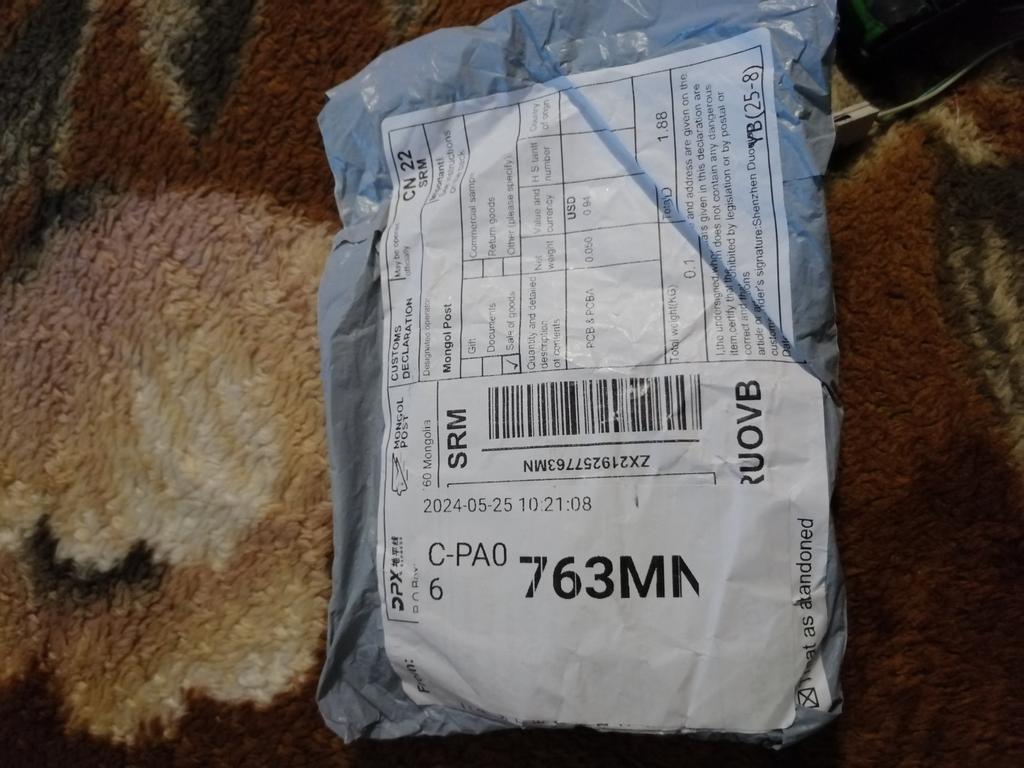 CUSTOMS DECLARATION
May be opened officially
CN 22
SRM
Important!
Designated operator
Mongol Post
Gift
Commercial sample
Documents
Return goods
✓ Sale of goods
Other (please specify):
Quantity and detailed description of contents
Net weight
Value and currency
H.S. tariff number
Country of origin
USD
PCB & PCBA
0.050
0.94
Total weight(KG)
0.1
1.88
I, the undersigned
and address are given on the
item, certify that
given in this declaration are
correct and
does not contain any dangerous
article or
by legislation or by postal or
customs
signature:Shenzhen
YB(25-8)
MONGOL POST
60 Mongolia
SRM
ZX219257763MN
RUOVB
DPX
2024-05-25 10:21:08
C-PA0
6
763MN
From:
at as abandoned